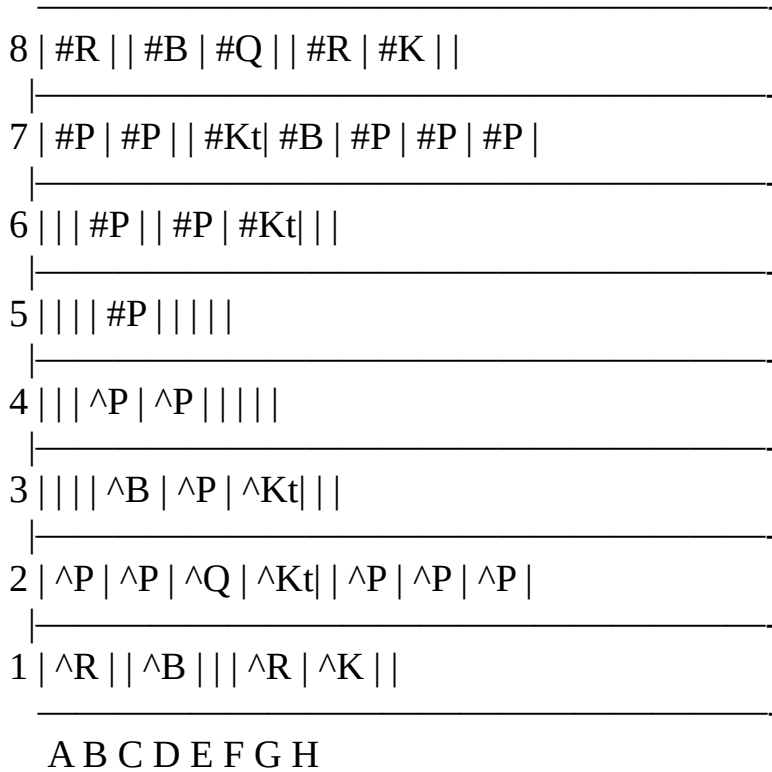 8 | #R | | #B | #Q | | #R | #K | |
|
7 | #P | #P | | #Kt| #B | #P | #P | #P |
|
6 | | | #P | | #P | #Kt| | |
|
5 | | | | #P | | | | |
|
4 | | | ^P | ^P | | | | |
|
3 | | | | ^B | ^P | ^Kt| | |
|
2 | ^P | ^P | ^Q | ^Kt| | ^P | ^P | ^P |
|
1 | ^R | | ^B | | | ^R | ^K | |
A B C D E F G H